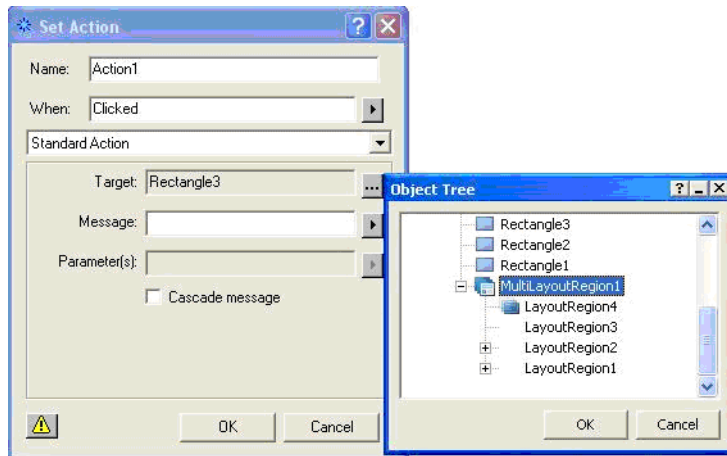 Set Action
Name: Action1
When: Clicked
Standard Action
Target: Rectangle3 ...
Message:
Parameter(s):
Cascade message
OK Cancel
Object Tree
Rectangle3
Rectangle2
Rectangle1
MultiLayoutRegion1
LayoutRegion4
LayoutRegion3
LayoutRegion2
LayoutRegion1
OK Cancel